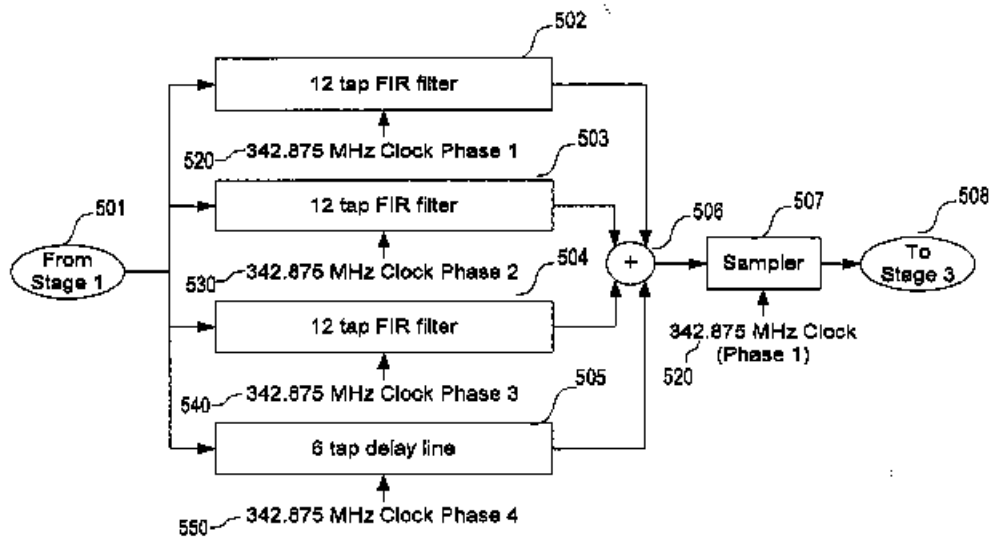 502
12 tap FIR filter
520 342.875 MHz Clock Phase 1
503
12 tap FIR filter
530 342.875 MHz Clock Phase 2
504
12 tap FIR filter
540 342.875 MHz Clock Phase 3
505
6 tap delay line
550 342.875 MHz Clock Phase 4
501
From
Stage 1
506
+
507
Sampler
342.875 MHz Clock
(Phase 1)
520
508
To
Stage 3